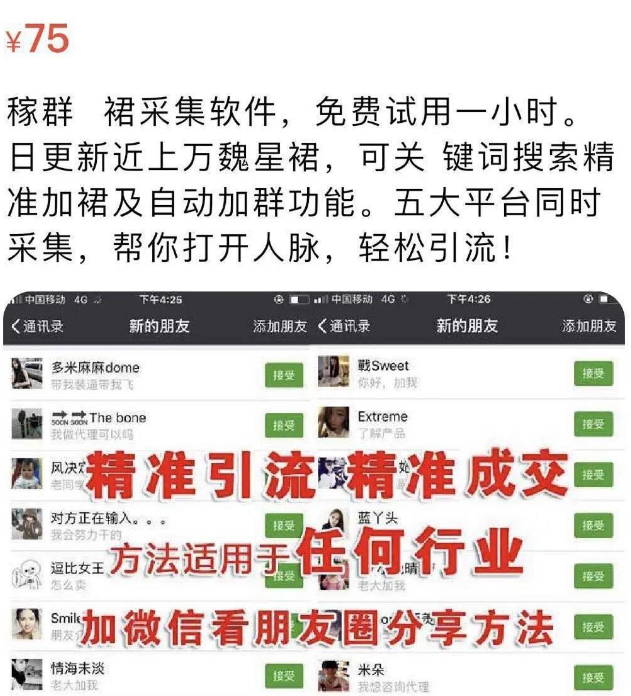 ¥75
稼群 裙采集软件，免费试用一小时。
日更新近上万魏星裙，可关 键词搜索精
准加裙及自动加群功能。五大平台同时
采集，帮你打开人脉，轻松引流！
中国移动 4G 下午4:25
中国移动 4G 下午4:26
通讯录 新的朋友 添加朋友
通讯录 新的朋友 添加朋友
多米麻麻dome
带我装逼带我飞
接受
戰Sweet
你好，加我
接受
SOON SOON The bone
我做代理可以吗
接受
Extreme
了解产品
接受
风决
老同学
精准引流 精准成交
接受
对方正在输入。。。
我会努力干的
接受
蓝丫头
接受
方法适用于任何行业
逗比女王
怎么卖
接受
晴
老大加我
接受
Smile
朋友
加微信看朋友圈分享方法
接受
情海未淡
老大加我
接受
米朵
我想咨询代理
接受